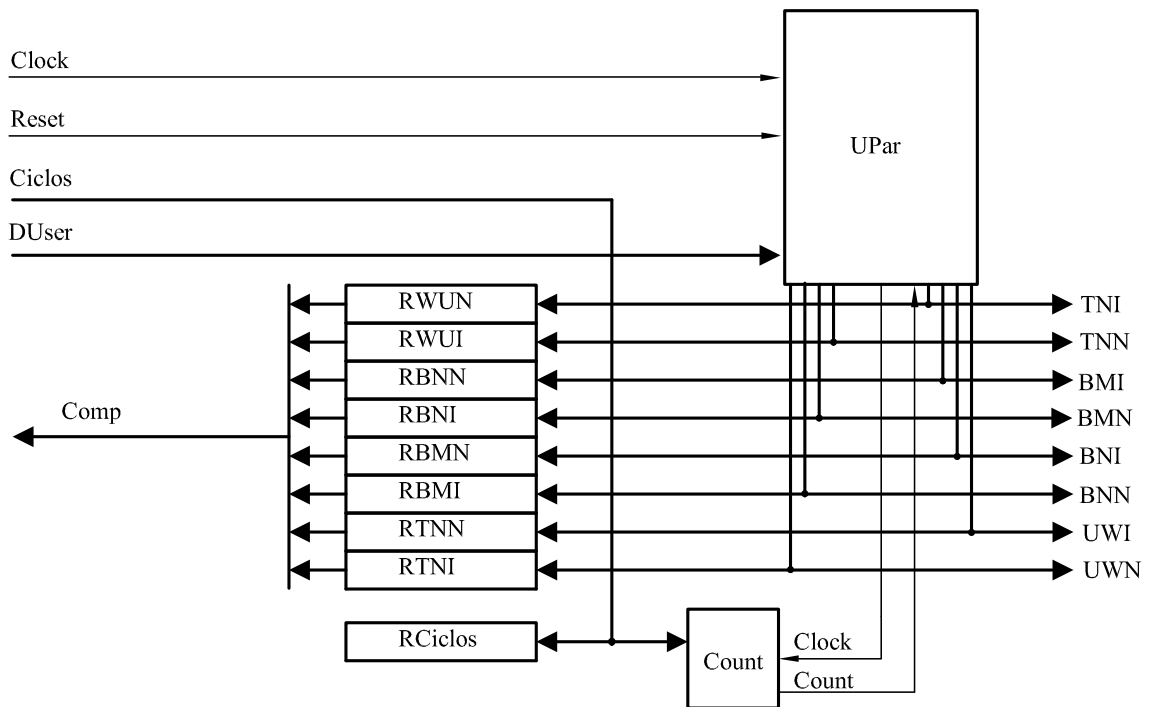 Clock
Reset
UPar
Ciclos
DUser
RWUN
TNI
RWUI
TNN
RBNN
BMI
RBNI
BMN
Comp
RBMN
BNI
RBMI
BNN
RTNN
UWI
RTNI
UWN
RCiclos
Clock
Count
Count